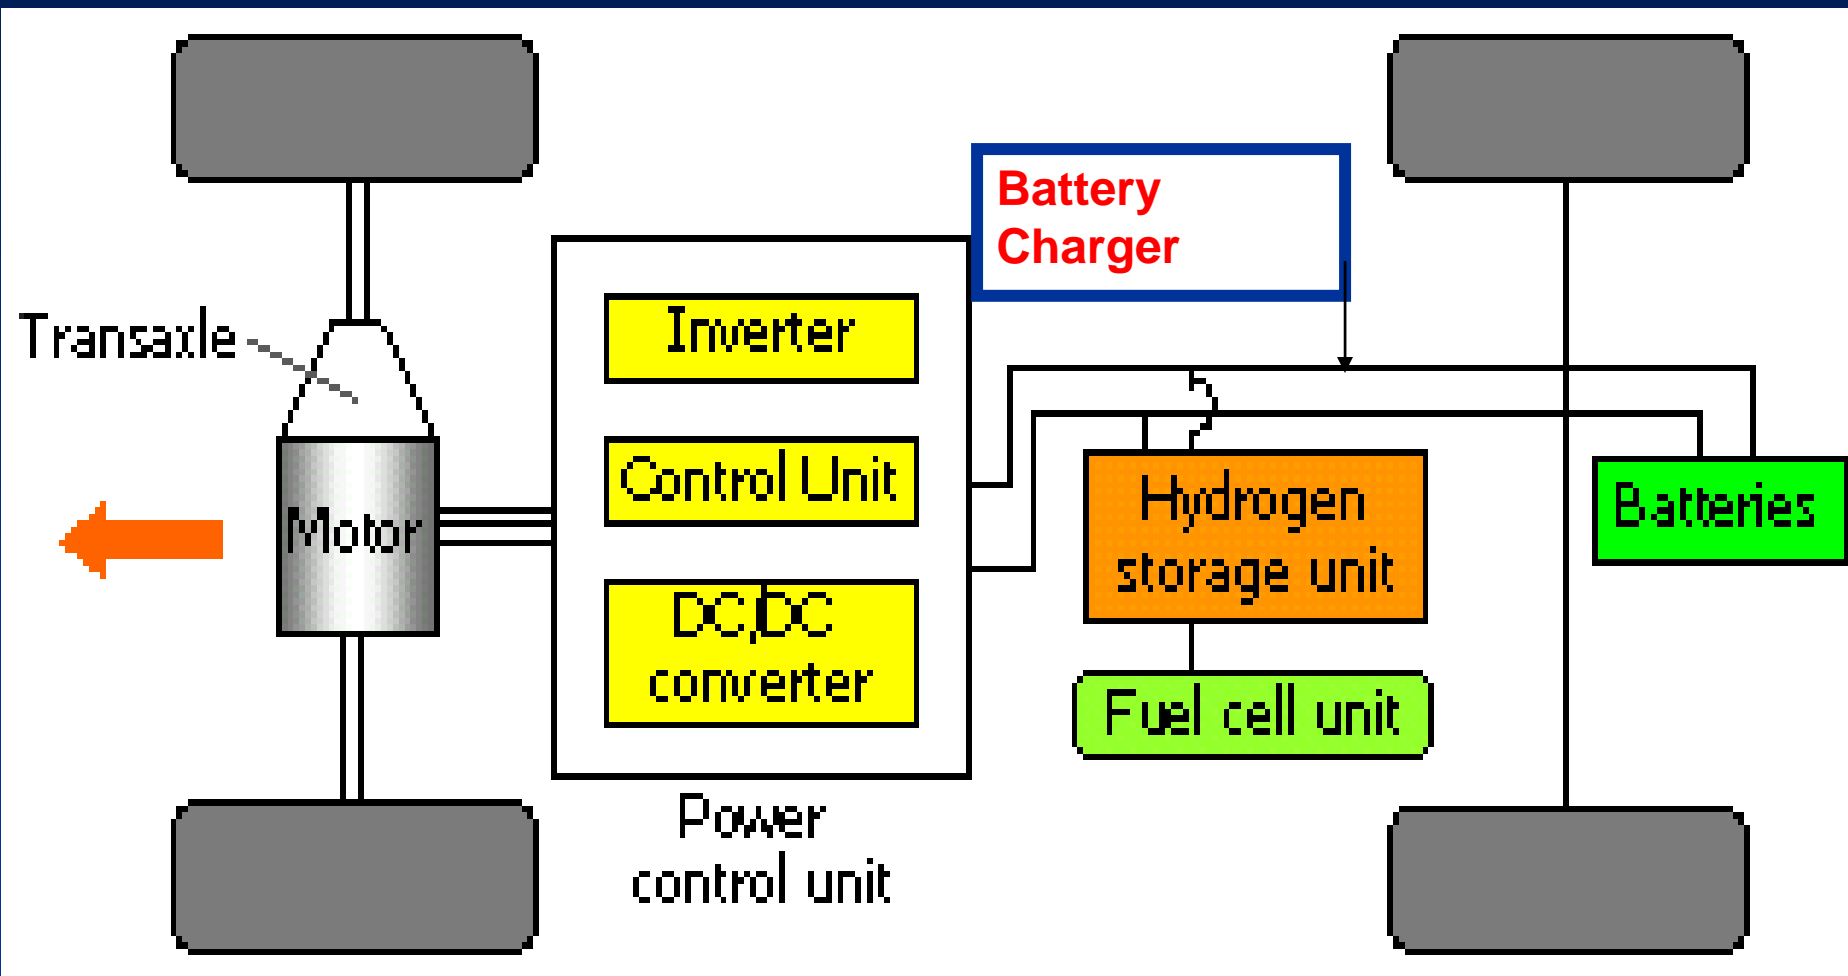 Battery
Charger
Transaxle
Inverter
Control Unit
Motor
DC/DC
converter
Power
control unit
Hydrogen
storage unit
Fuel cell unit
Batteries